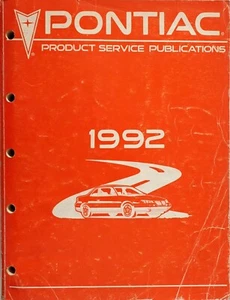 PONTIAC
PRODUCT SERVICE PUBLICATIONS
1992